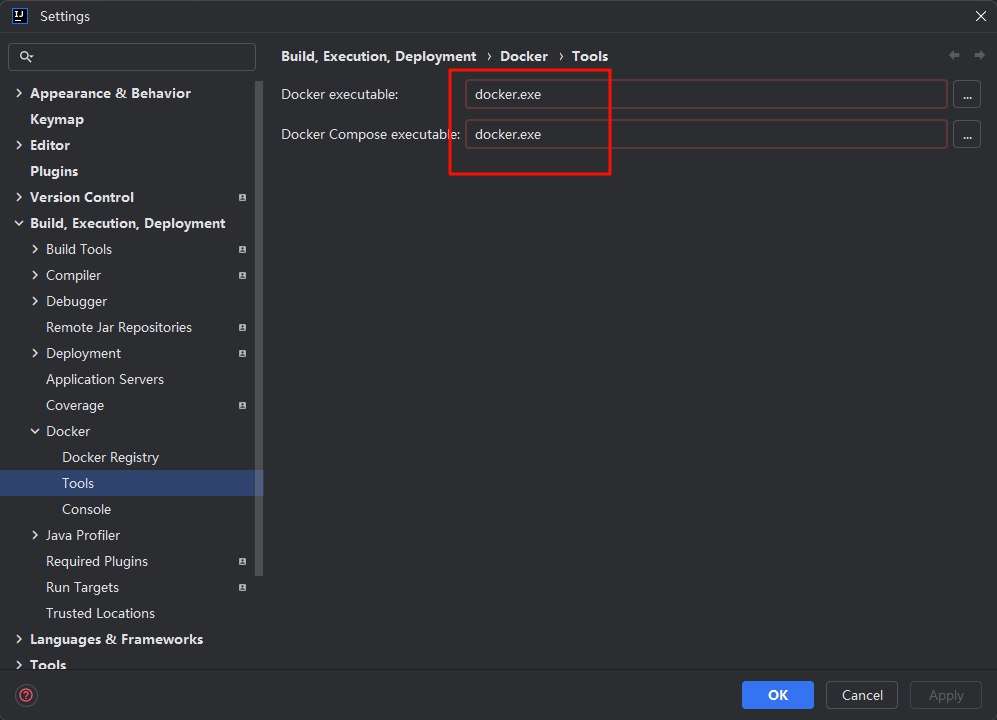 Settings
Appearance & Behavior
Keymap
Editor
Plugins
Version Control
Build, Execution, Deployment
Build Tools
Compiler
Debugger
Remote Jar Repositories
Deployment
Application Servers
Coverage
Docker
Docker Registry
Tools
Console
Java Profiler
Required Plugins
Run Targets
Trusted Locations
Languages & Frameworks
Tools
Build, Execution, Deployment › Docker › Tools
Docker executable: docker.exe ...
Docker Compose executable: docker.exe ...
? OK Cancel Apply